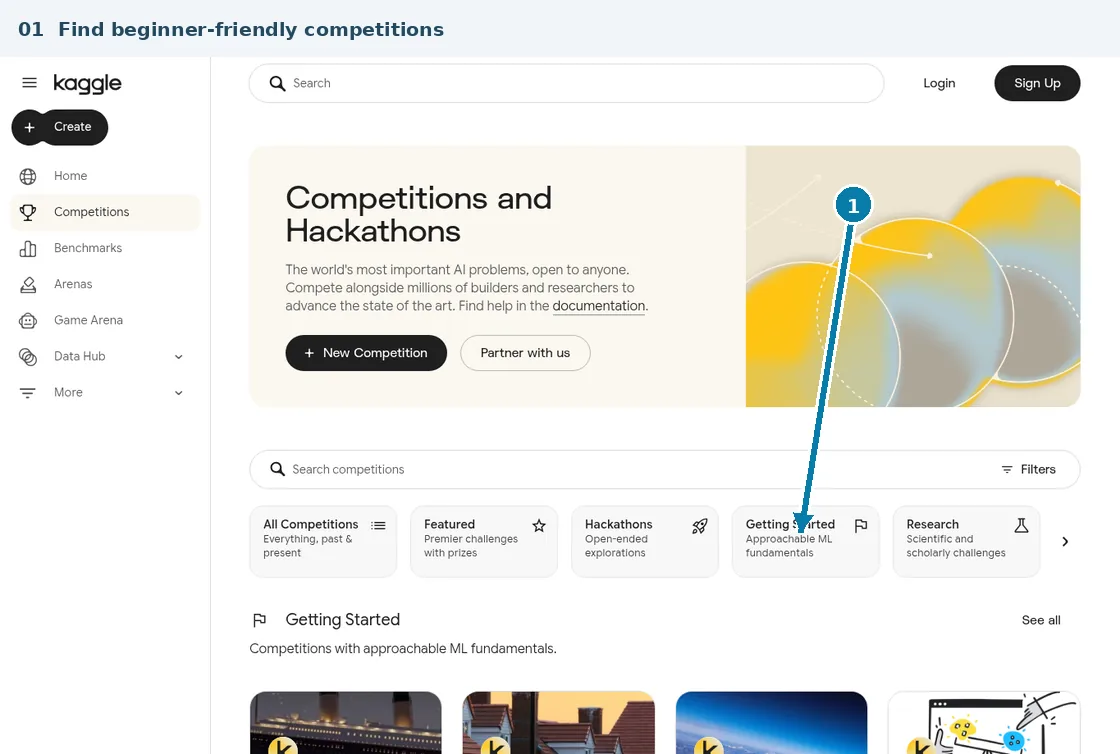 01 Find beginner-friendly competitions
kaggle
Search
Login
Sign Up
+ Create
Home
Competitions
Benchmarks
Arenas
Game Arena
Data Hub
More
Competitions and
Hackathons
The world's most important AI problems, open to anyone.
Compete alongside millions of builders and researchers to
advance the state of the art. Find help in the documentation.
+ New Competition
Partner with us
1
Search competitions
Filters
All Competitions
Everything, past &
present
Featured
Premier challenges
with prizes
Hackathons
Open-ended
explorations
Getting Started
Approachable ML
fundamentals
Research
Scientific and
scholarly challenges
Getting Started
See all
Competitions with approachable ML fundamentals.
k
k
k
k